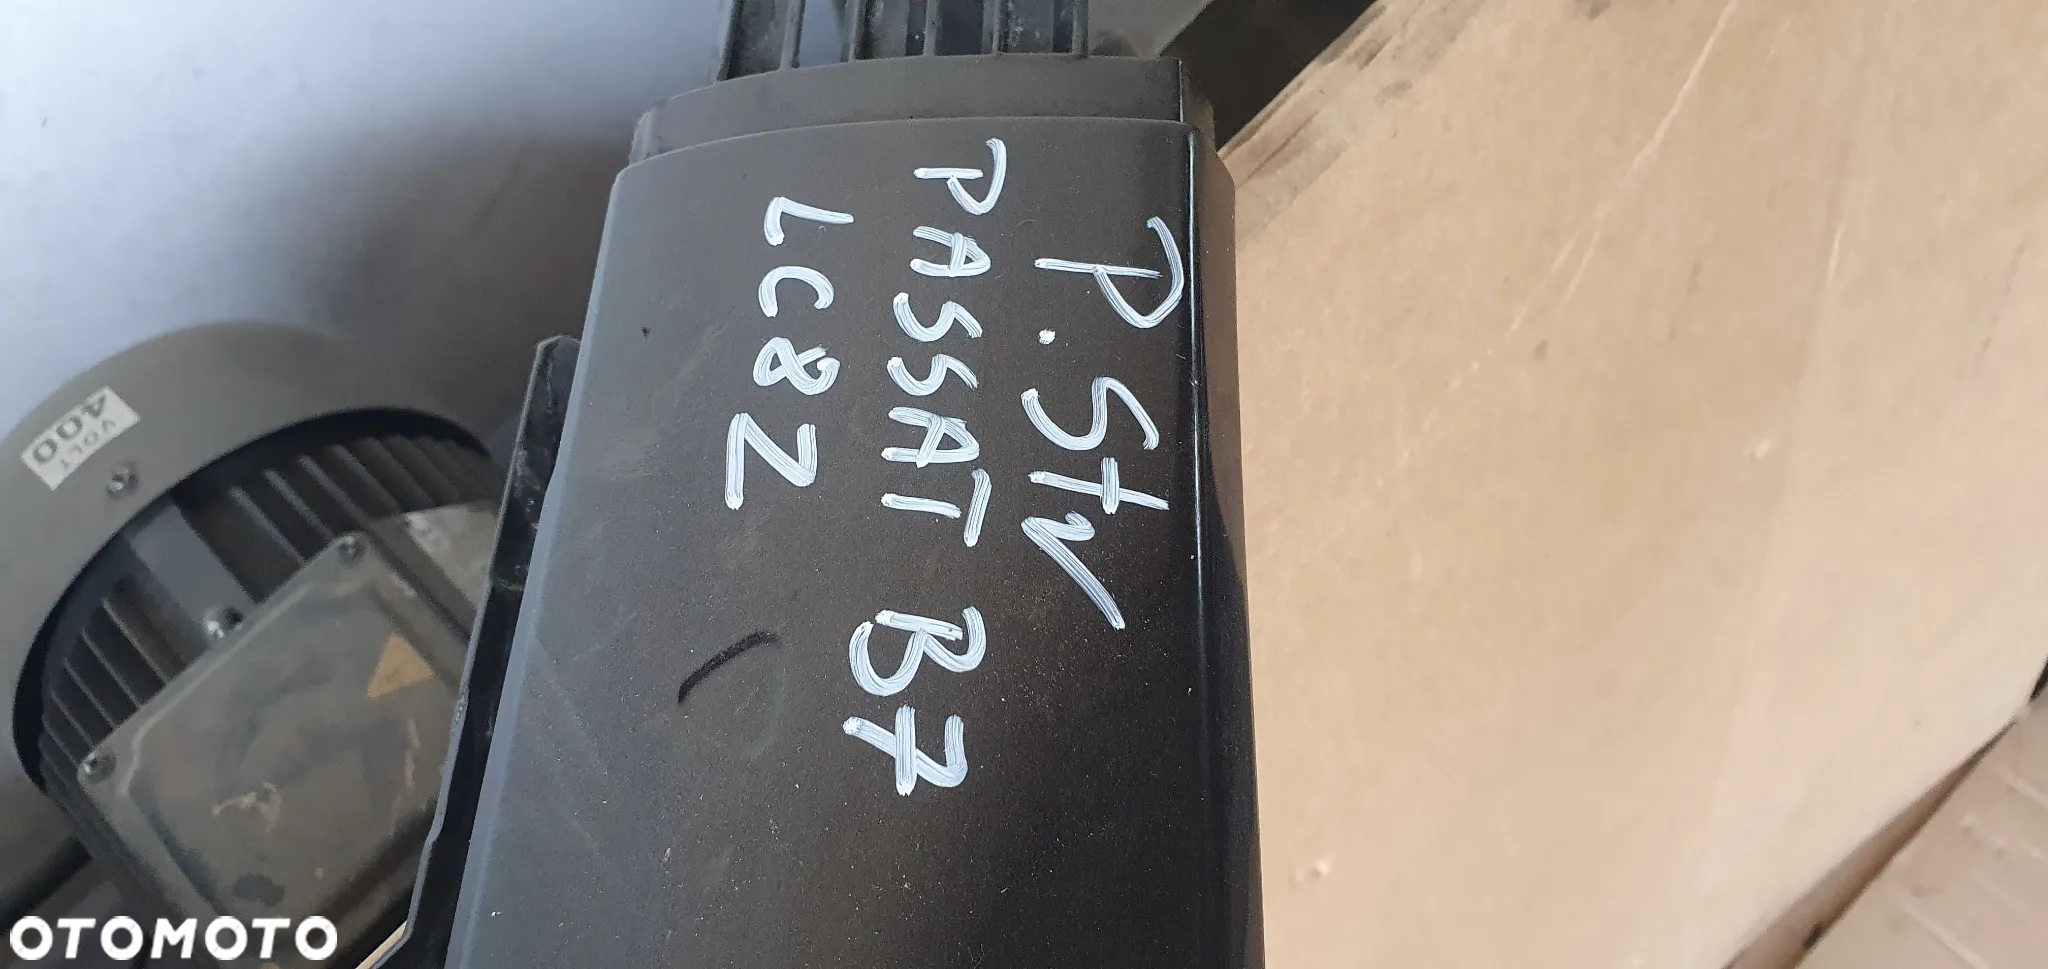 P. Stv
PASSAT B7
LC8Z
VOLT
400
OTOMOTO